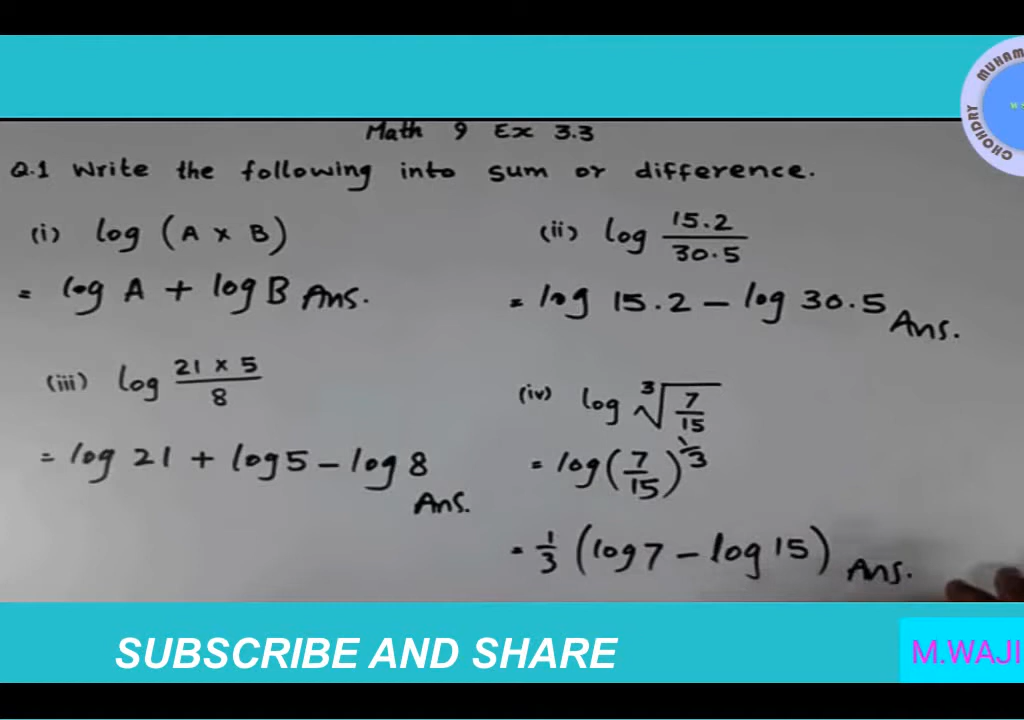 Math 9 Ex 3.3
Q.1 Write the following into sum or difference.
(i) log (A × B)
= log A + log B Ans.
(ii) log 15.2/30.5
= log 15.2 – log 30.5 Ans.
(iii) log 21 × 5/8
= log 21 + log 5 – log 8 Ans.
(iv) log ∛(7/15)
= log (7/15)^1/3
= 1/3 (log 7 – log 15) Ans.
CHOHDRY MUHAM
SUBSCRIBE AND SHARE
M.WAJI